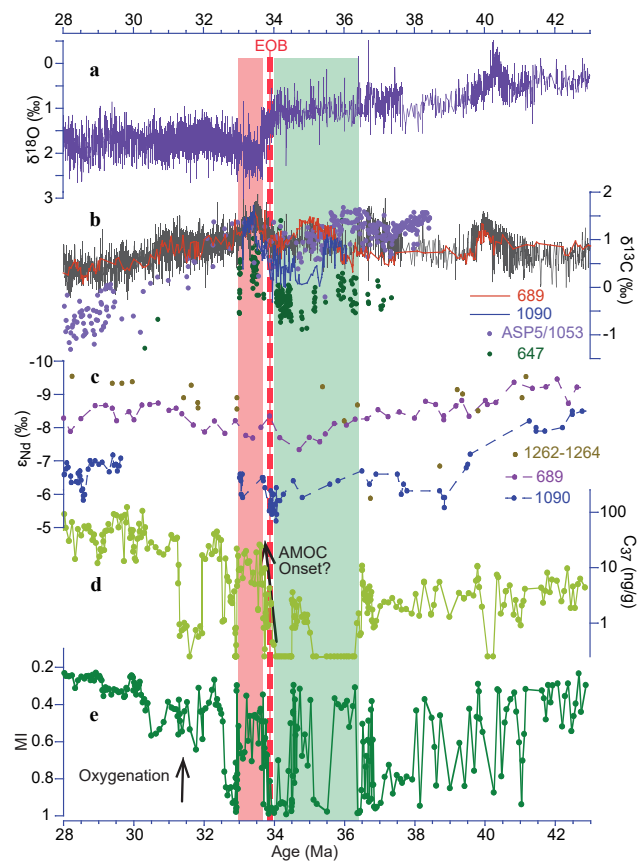 28 30 32 34 36 38 40 42
EOB
a
0
1
2
3
δ¹⁸O (‰)
b
2
1
0
-1
δ¹³C (‰)
689
1090
ASP5/1053
647
-10
-9
-8
-7
-6
-5
εNd (‰)
c
1262-1264
689
1090
100
10
1
C37 (ng/g)
AMOC
Onset?
d
0.2
0.4
0.6
0.8
1
MI
e
Oxygenation
28 30 32 34 36 38 40 42
Age (Ma)